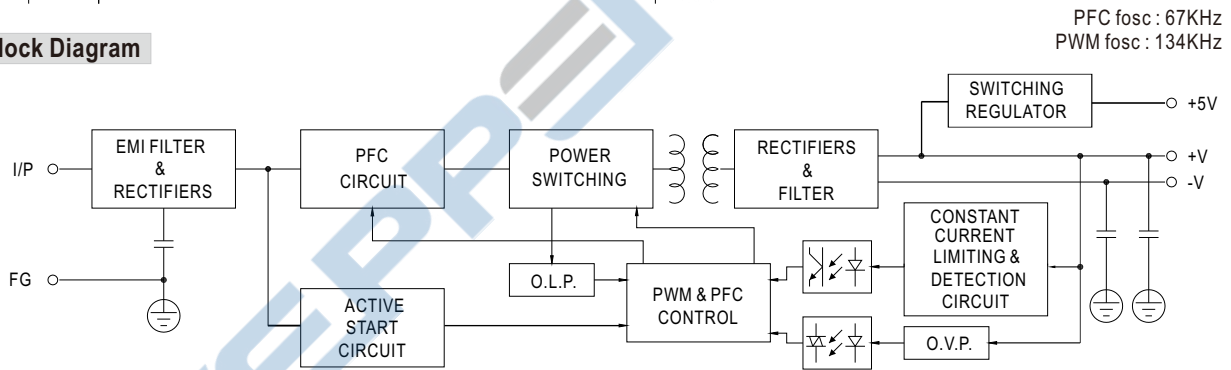 PFC fosc : 67KHz
PWM fosc : 134KHz
lock Diagram
SWITCHING
REGULATOR
+5V
I/P
EMI FILTER
&
RECTIFIERS
PFC
CIRCUIT
POWER
SWITCHING
RECTIFIERS
&
FILTER
+V
-V
CONSTANT
CURRENT
LIMITING &
DETECTION
CIRCUIT
FG
O.L.P.
PWM & PFC
CONTROL
ACTIVE
START
CIRCUIT
O.V.P.